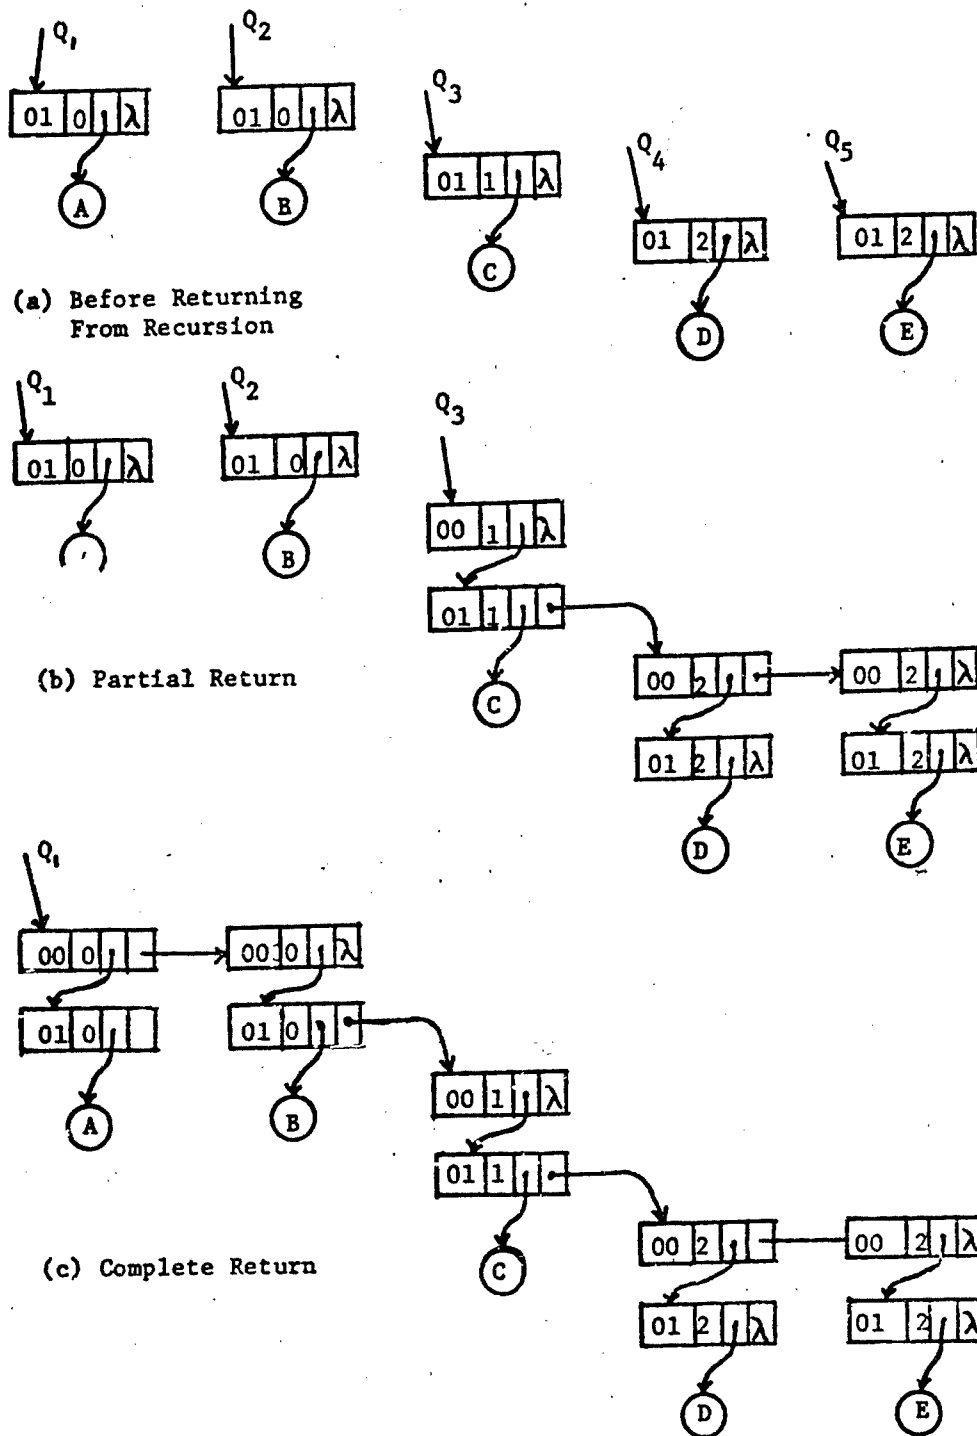 Q₁ Q₂
Q₃
Q₄ Q₅
01 0 λ 01 0 λ
01 1 λ
01 2 λ 01 2 λ
A B
C
D E
(a) Before Returning
From Recursion
Q₁ Q₂
Q₃
01 0 λ 01 0 λ
00 1 λ
B
01 1
00 2 00 2 λ
(b) Partial Return
C
01 2 λ 01 2 λ
D E
Q₁
00 0 00 0 λ
01 0 01 0
00 1 λ
A B
01 1
00 2 00 2 λ
(c) Complete Return
C
01 2 λ 01 2 λ
D E